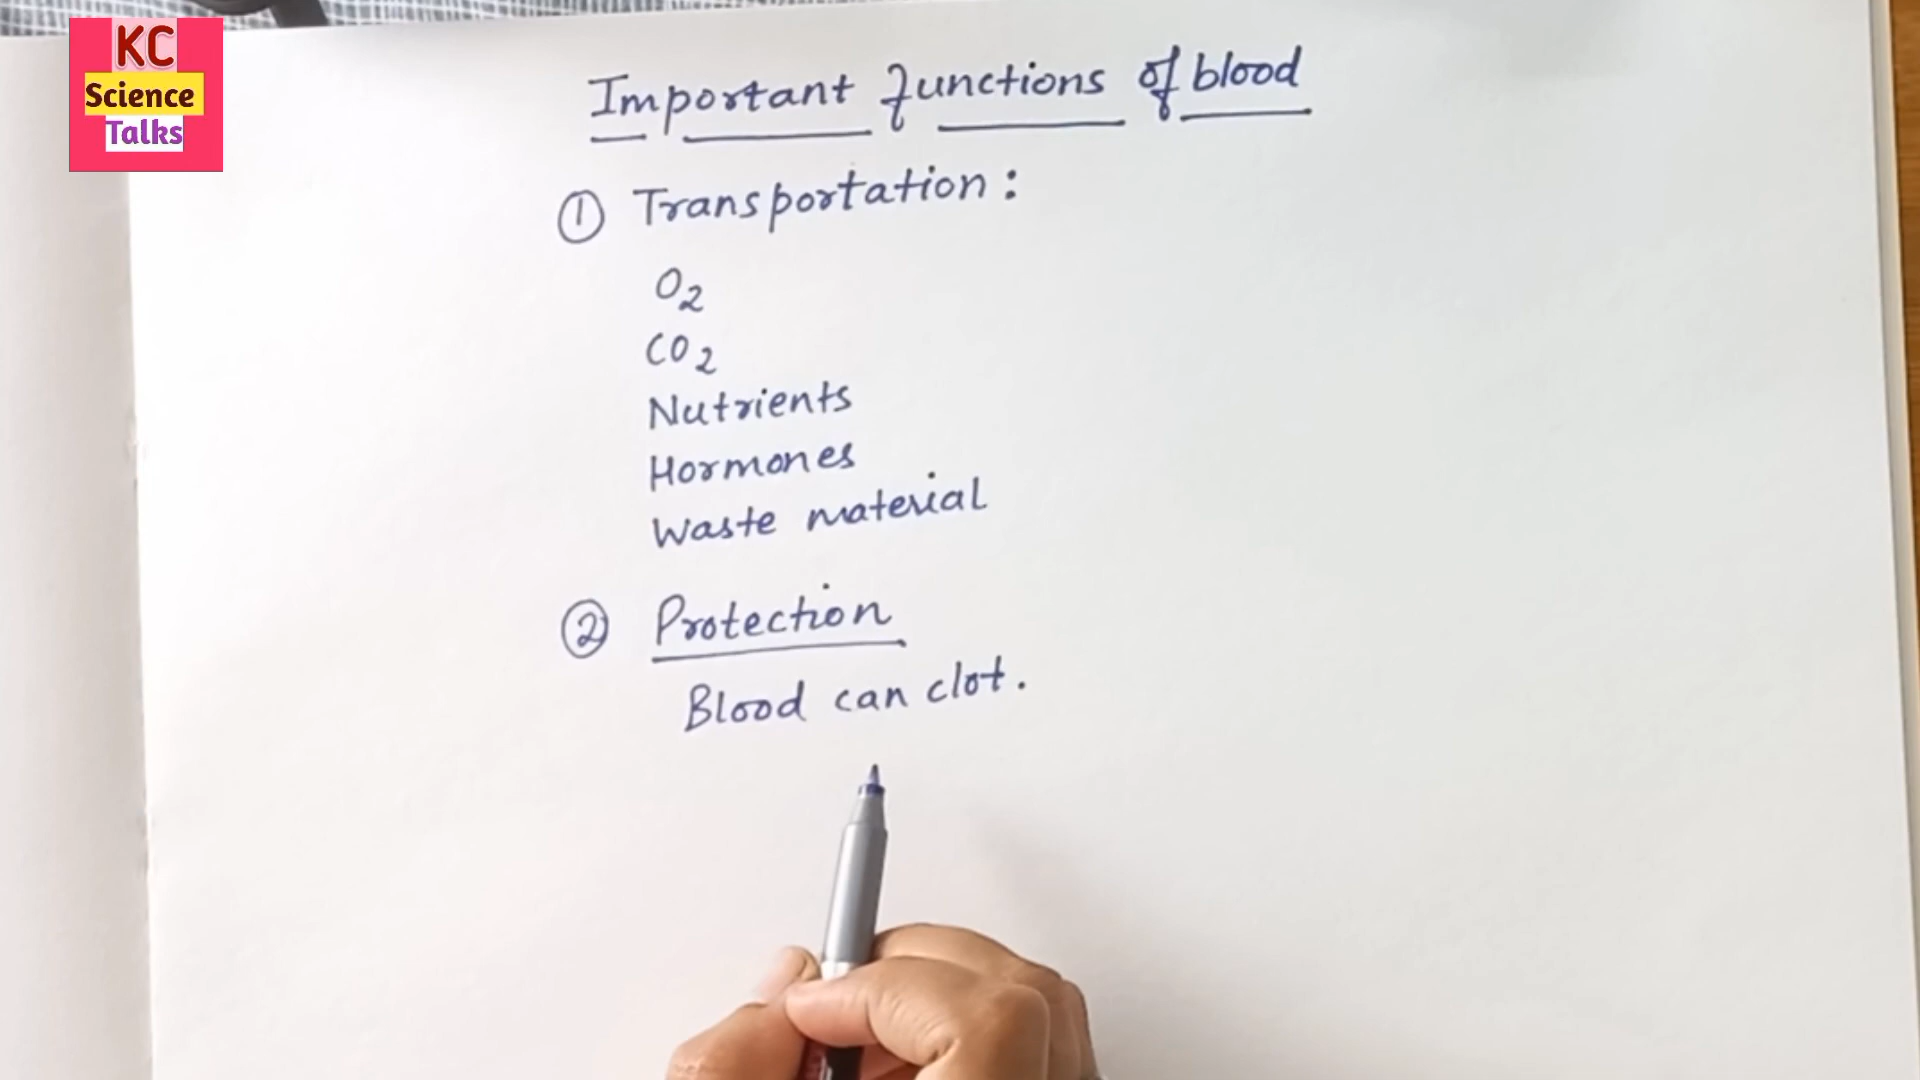 KC
Science
Talks
Important functions of blood
① Transportation:
O₂
CO₂
Nutrients
Hormones
Waste material
② Protection
Blood can clot.